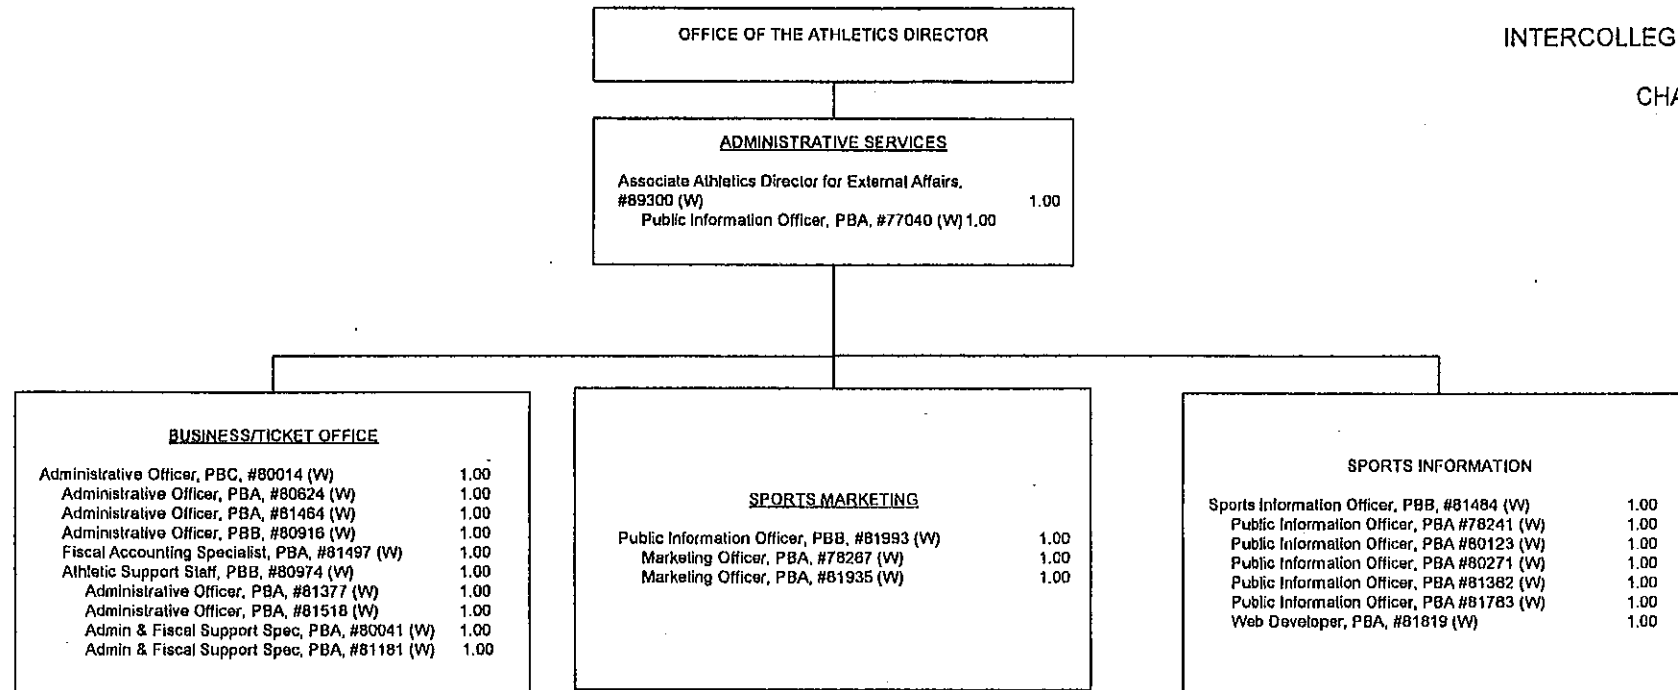 OFFICE OF THE ATHLETICS DIRECTOR
INTERCOLLEG
CHA
ADMINISTRATIVE SERVICES
Associate Athletics Director for External Affairs,
#89300 (W) 1.00
Public Information Officer, PBA, #77040 (W) 1.00
BUSINESS/TICKET OFFICE
Administrative Officer, PBC, #80014 (W) 1.00
Administrative Officer, PBA, #80624 (W) 1.00
Administrative Officer, PBA, #81464 (W) 1.00
Administrative Officer, PBB, #80916 (W) 1.00
Fiscal Accounting Specialist, PBA, #81497 (W) 1.00
Athletic Support Staff, PBB, #80974 (W) 1.00
Administrative Officer, PBA, #81377 (W) 1.00
Administrative Officer, PBA, #81518 (W) 1.00
Admin & Fiscal Support Spec, PBA, #80041 (W) 1.00
Admin & Fiscal Support Spec, PBA, #81181 (W) 1.00
SPORTS MARKETING
Public Information Officer, PBB, #81993 (W) 1.00
Marketing Officer, PBA, #78287 (W) 1.00
Marketing Officer, PBA, #81935 (W) 1.00
SPORTS INFORMATION
Sports Information Officer, PBB, #81484 (W) 1.00
Public Information Officer, PBA #78241 (W) 1.00
Public Information Officer, PBA #80123 (W) 1.00
Public Information Officer, PBA #80271 (W) 1.00
Public Information Officer, PBA #81382 (W) 1.00
Public Information Officer, PBA #81783 (W) 1.00
Web Developer, PBA, #81819 (W) 1.00